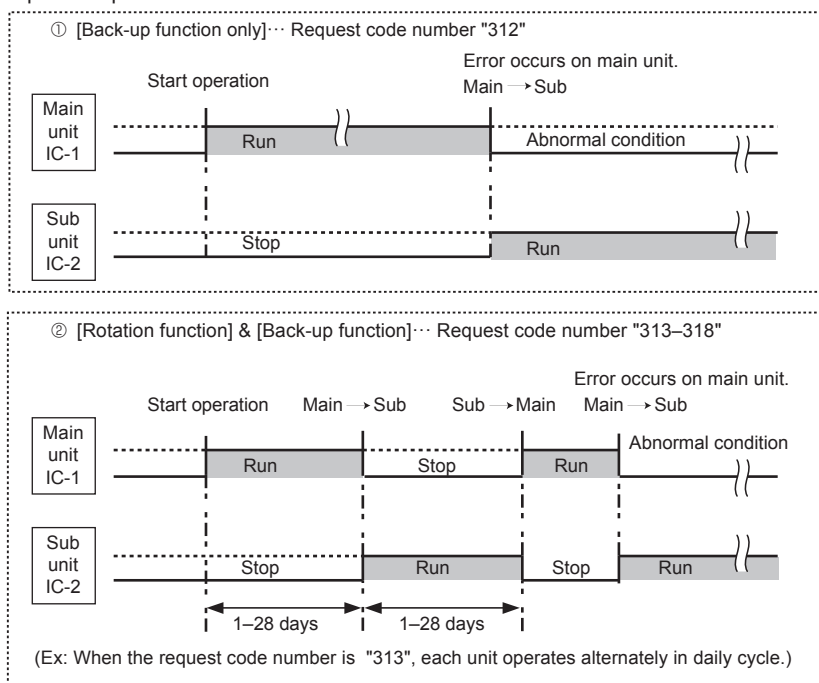 ① [Back-up function only]··· Request code number "312"
Error occurs on main unit.
Start operation
Main → Sub
Main
unit
IC-1
Run
Abnormal condition
Sub
unit
IC-2
Stop
Run
② [Rotation function] & [Back-up function]··· Request code number "313–318"
Error occurs on main unit.
Start operation Main → Sub Sub → Main Main → Sub
Main
unit
IC-1
Abnormal condition
Run Stop Run
Sub
unit
IC-2
Stop Run Stop Run
1–28 days 1–28 days
(Ex: When the request code number is "313", each unit operates alternately in daily cycle.)